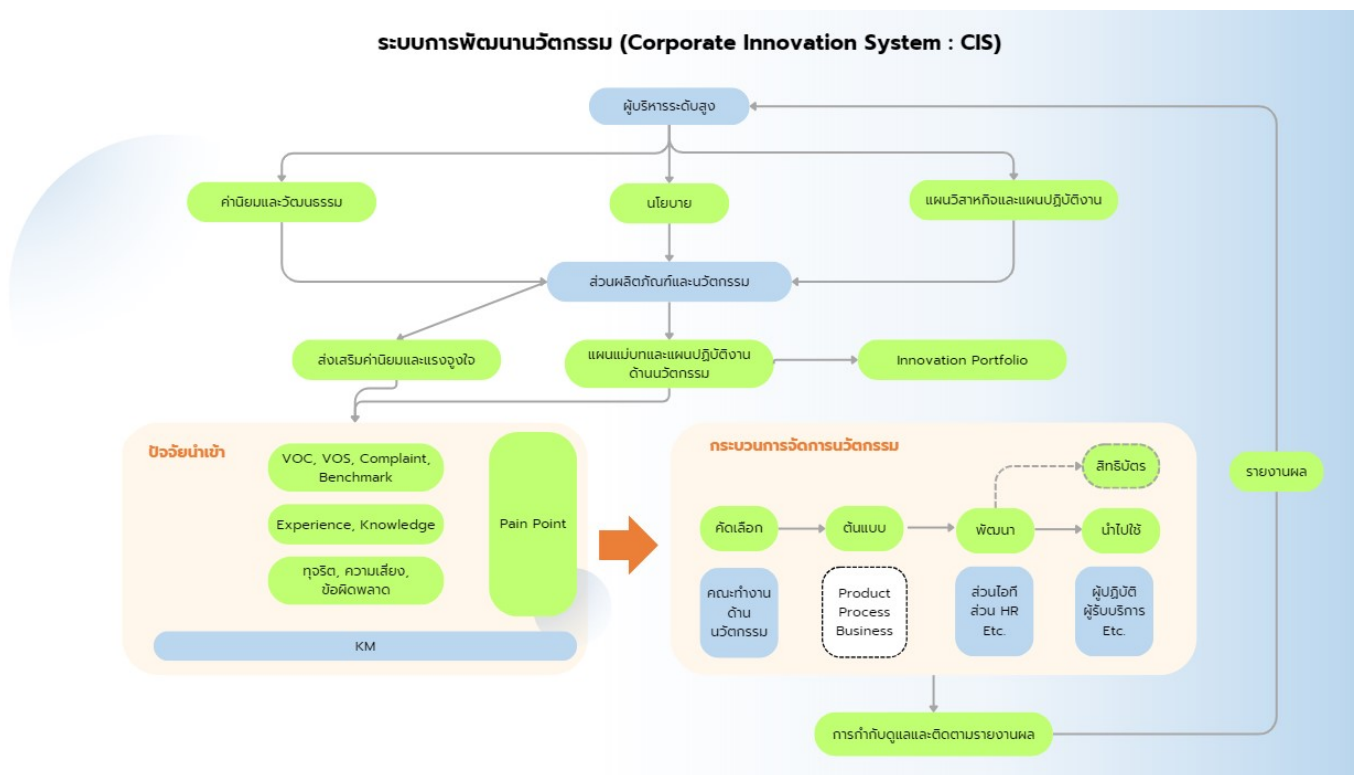 ระบบการพัฒนานวัตกรรม (Corporate Innovation System : CIS)
ผู้บริหารระดับสูง
ค่านิยมและวัฒนธรรม
นโยบาย
แผนวิสาหกิจและแผนปฏิบัติงาน
ส่วนผลิตภัณฑ์และนวัตกรรม
ส่งเสริมค่านิยมและแรงจูงใจ
แผนแม่บทและแผนปฏิบัติงาน
ด้านนวัตกรรม
Innovation Portfolio
ปัจจัยนำเข้า
VOC, VOS, Complaint,
Benchmark
Experience, Knowledge
ทุจริต, ความเสี่ยง,
ข้อผิดพลาด
Pain Point
KM
กระบวนการจัดการนวัตกรรม
สิทธิบัตร
คัดเลือก
ต้นแบบ
พัฒนา
นำไปใช้
คณะทำงาน
ด้าน
นวัตกรรม
Product
Process
Business
ส่วนไอที
ส่วน HR
Etc.
ผู้ปฏิบัติ
ผู้รับบริการ
Etc.
รายงานผล
การกำกับดูแลและติดตามรายงานผล